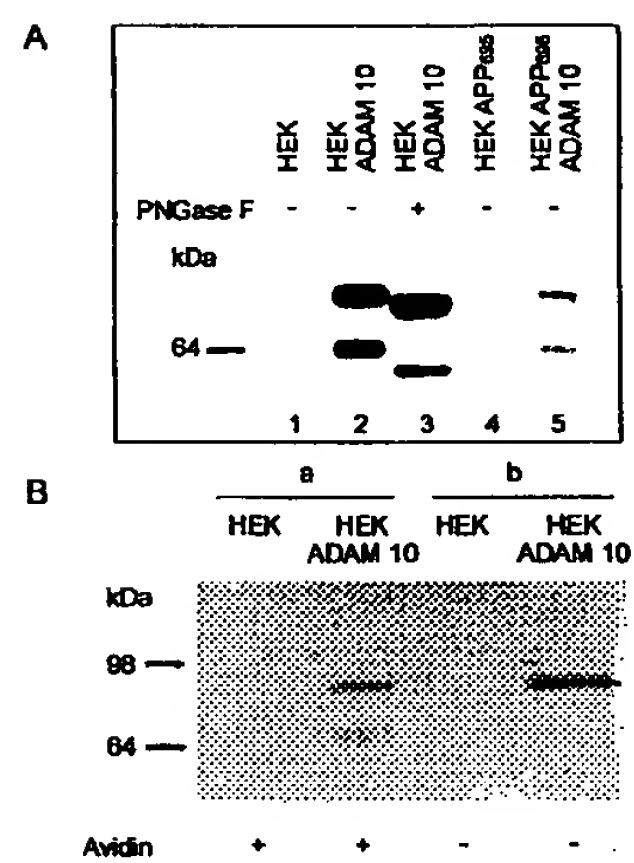 A
HEK
HEK ADAM 10
HEK ADAM 10
HEK APP695
HEK APP695 ADAM 10
PNGase F - - + - -
kDa
64
1 2 3 4 5
B
a b
HEK HEK ADAM 10 HEK HEK ADAM 10
kDa
98
64
Avidin + + - -